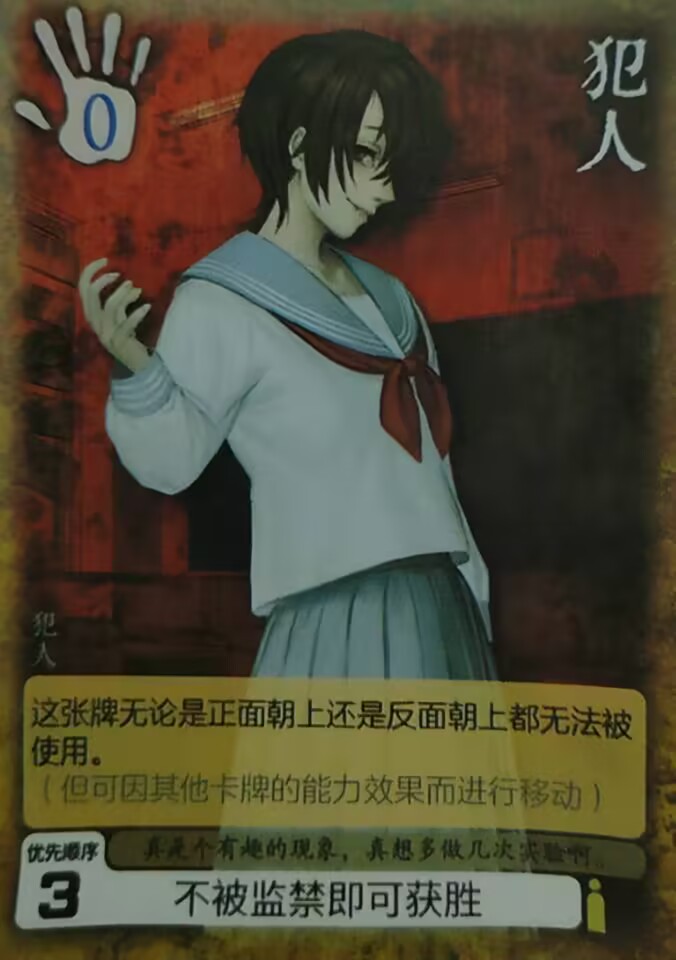 0
犯人
犯人
这张牌无论是正面朝上还是反面朝上都无法被
使用。
(但可因其他卡牌的能力效果而进行移动)
优先顺序
真是个有趣的现象，真想多做几次实验啊。
3
不被监禁即可获胜